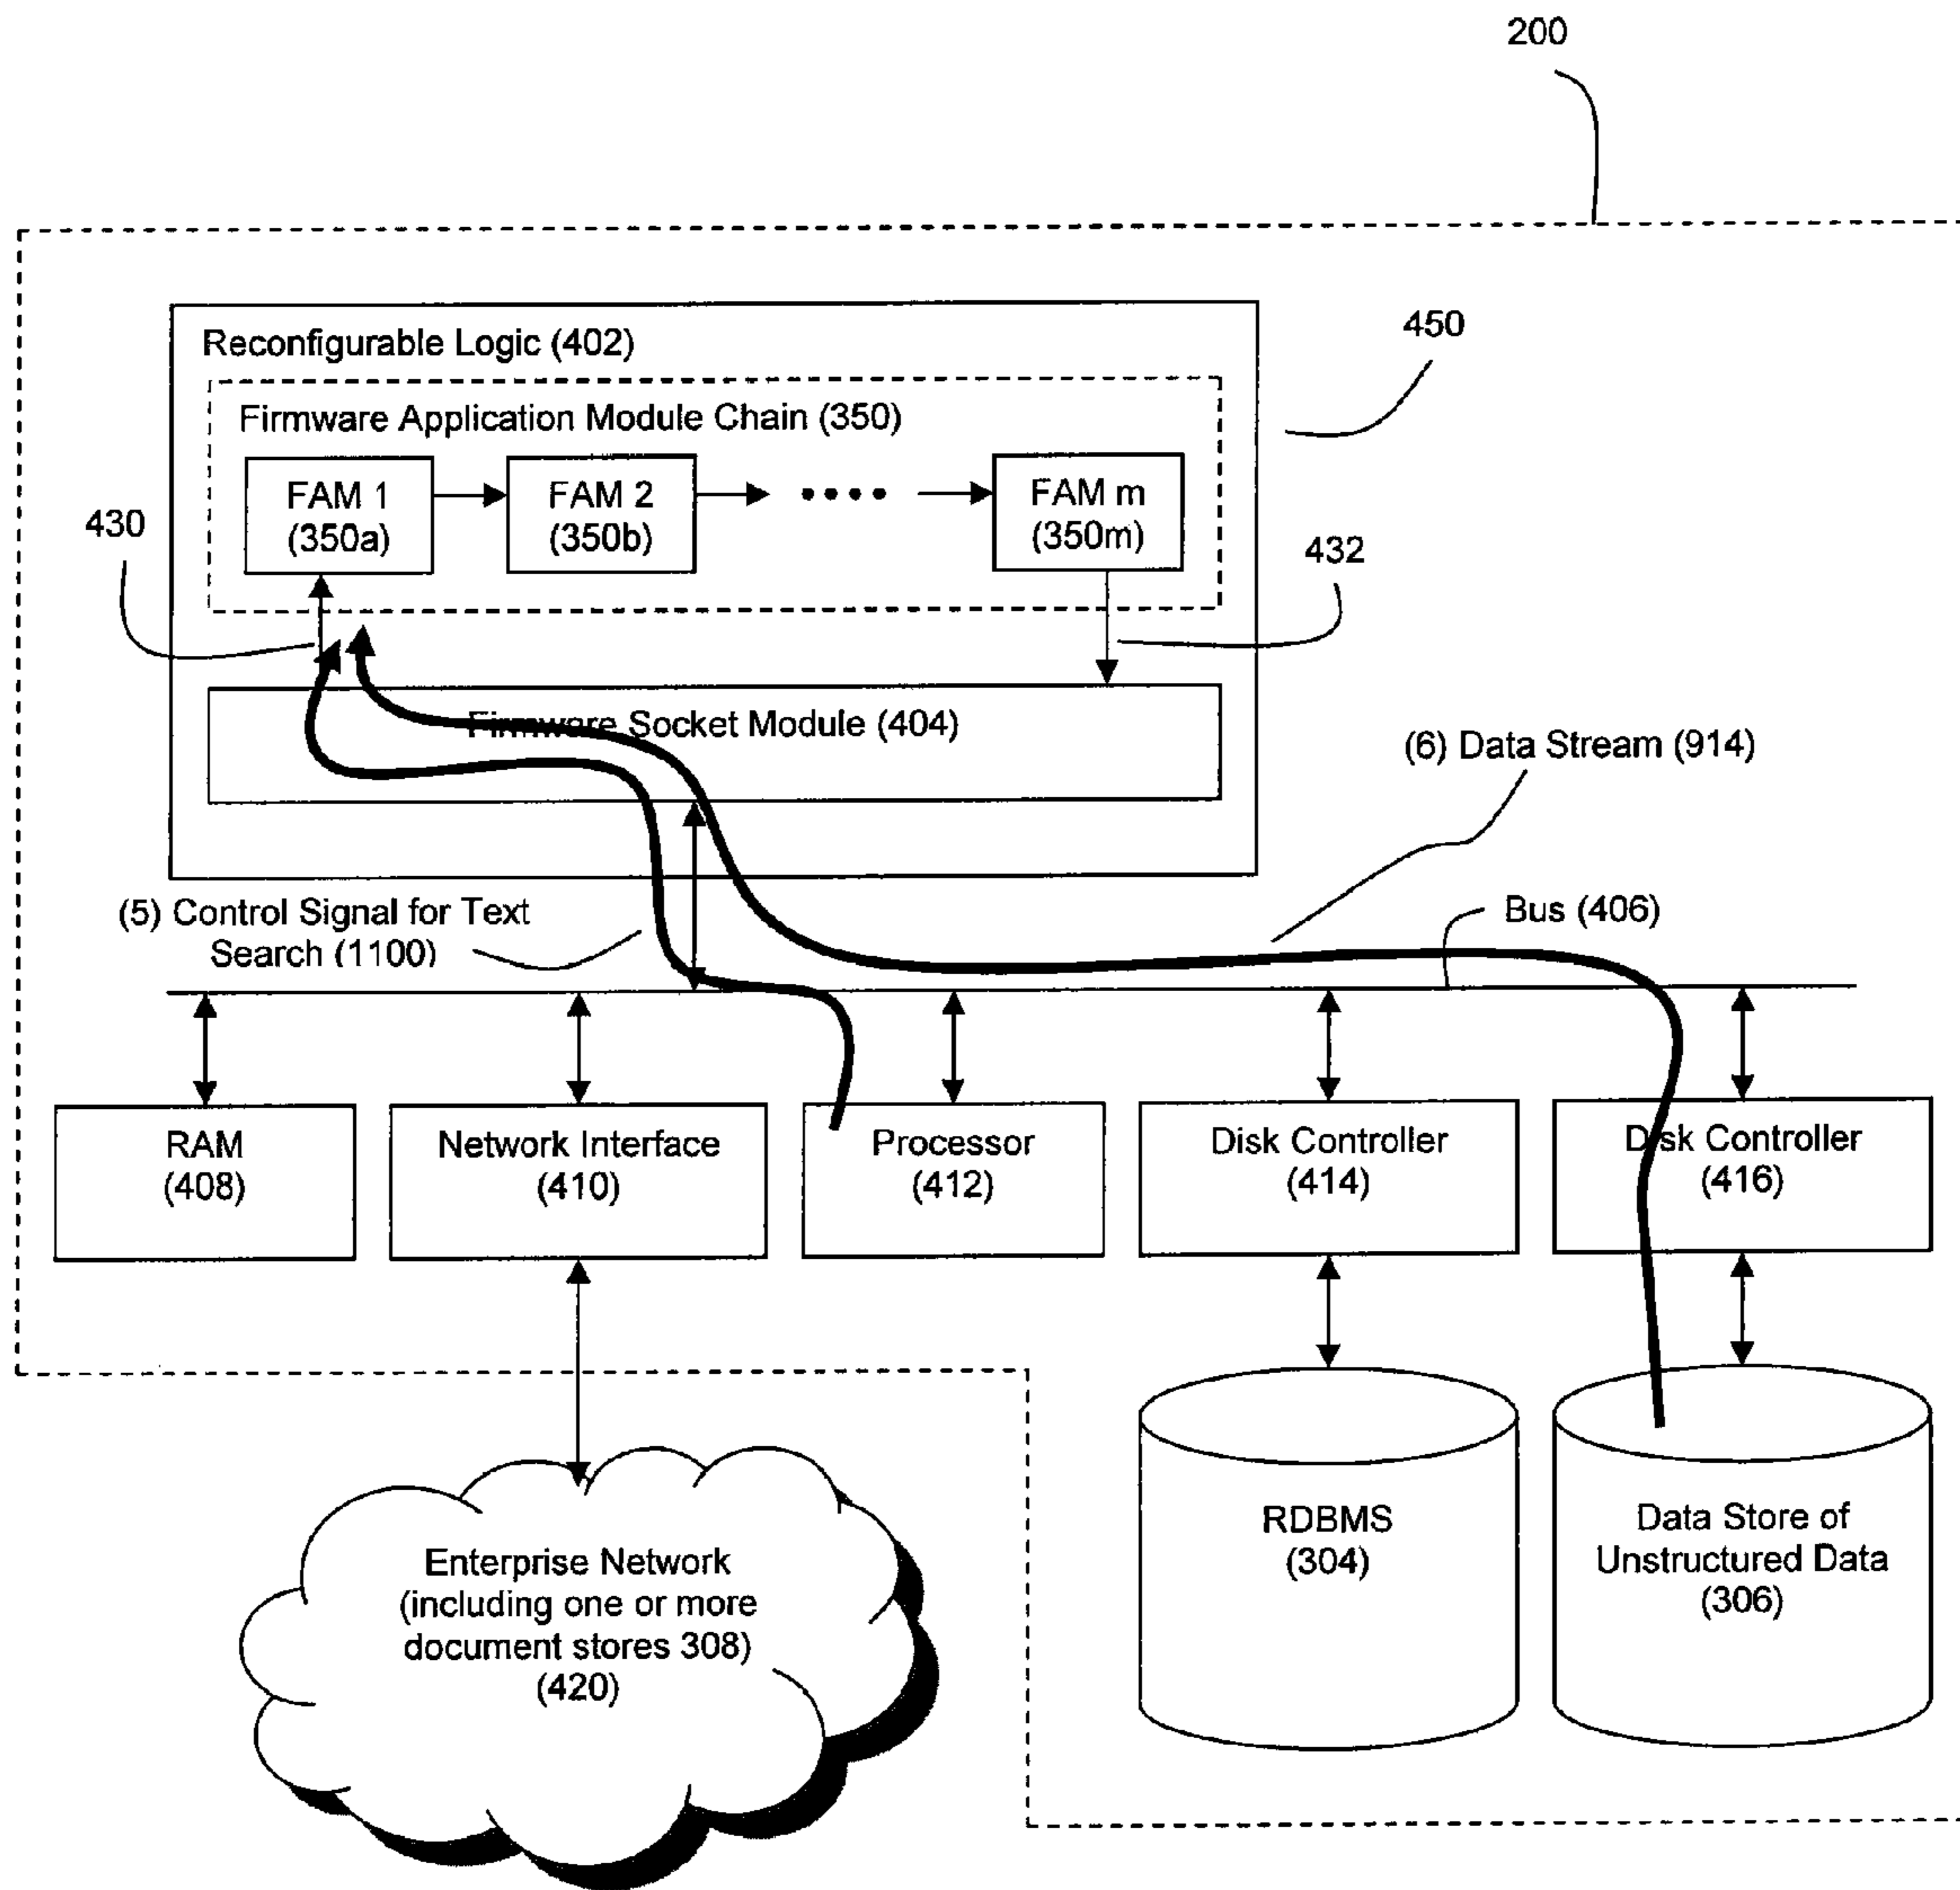 200
450
Reconfigurable Logic (402)
Firmware Application Module Chain (350)
FAM 1
(350a)
FAM 2
(350b)
••••
FAM m
(350m)
430
432
Firmware Socket Module (404)
(6) Data Stream (914)
(5) Control Signal for Text
Search (1100)
Bus (406)
RAM
(408)
Network Interface
(410)
Processor
(412)
Disk Controller
(414)
Disk Controller
(416)
Enterprise Network
(including one or more
document stores 308)
(420)
RDBMS
(304)
Data Store of
Unstructured Data
(306)